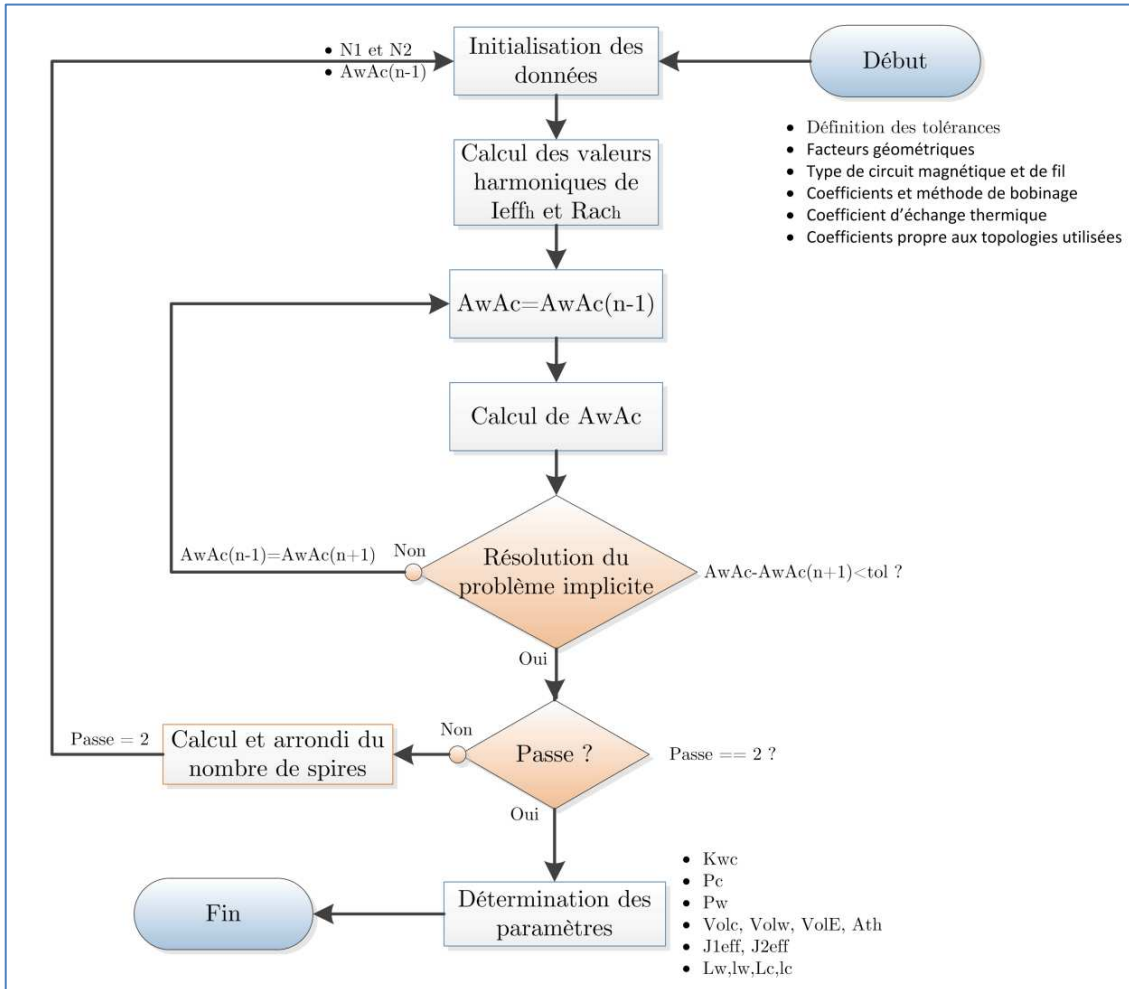 • N1 et N2
• AwAc(n-1)
Initialisation des
données
Début
• Définition des tolérances
• Facteurs géométriques
• Type de circuit magnétique et de fil
• Coefficients et méthode de bobinage
• Coefficient d'échange thermique
• Coefficients propre aux topologies utilisées
Calcul des valeurs
harmoniques de
Ieffh et Rach
AwAc=AwAc(n-1)
Calcul de AwAc
AwAc(n-1)=AwAc(n+1)
Non
Résolution du
problème implicite
AwAc-AwAc(n+1)<tol ?
Oui
Passe = 2
Calcul et arrondi du
nombre de spires
Non
Passe ?
Passe == 2 ?
Oui
Fin
Détermination des
paramètres
• Kwc
• Pc
• Pw
• Volc, Volw, VolE, Ath
• J1eff, J2eff
• Lw,lw,Lc,lc